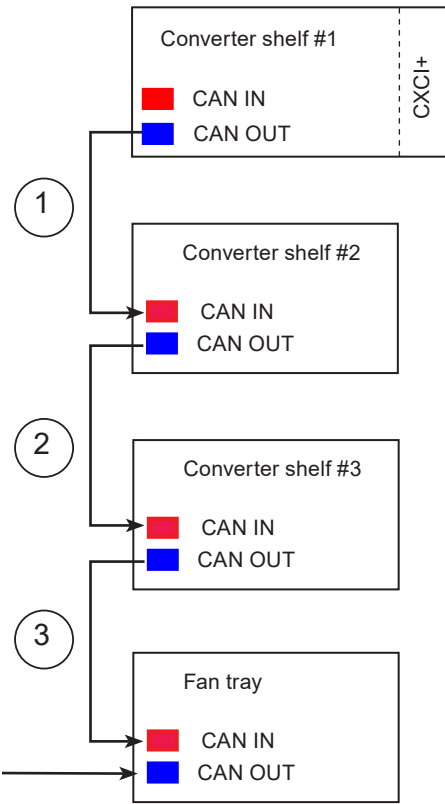 Converter shelf #1
CXCI+
CAN IN
CAN OUT
1
Converter shelf #2
CAN IN
CAN OUT
2
Converter shelf #3
CAN IN
CAN OUT
3
Fan tray
CAN IN
CAN OUT